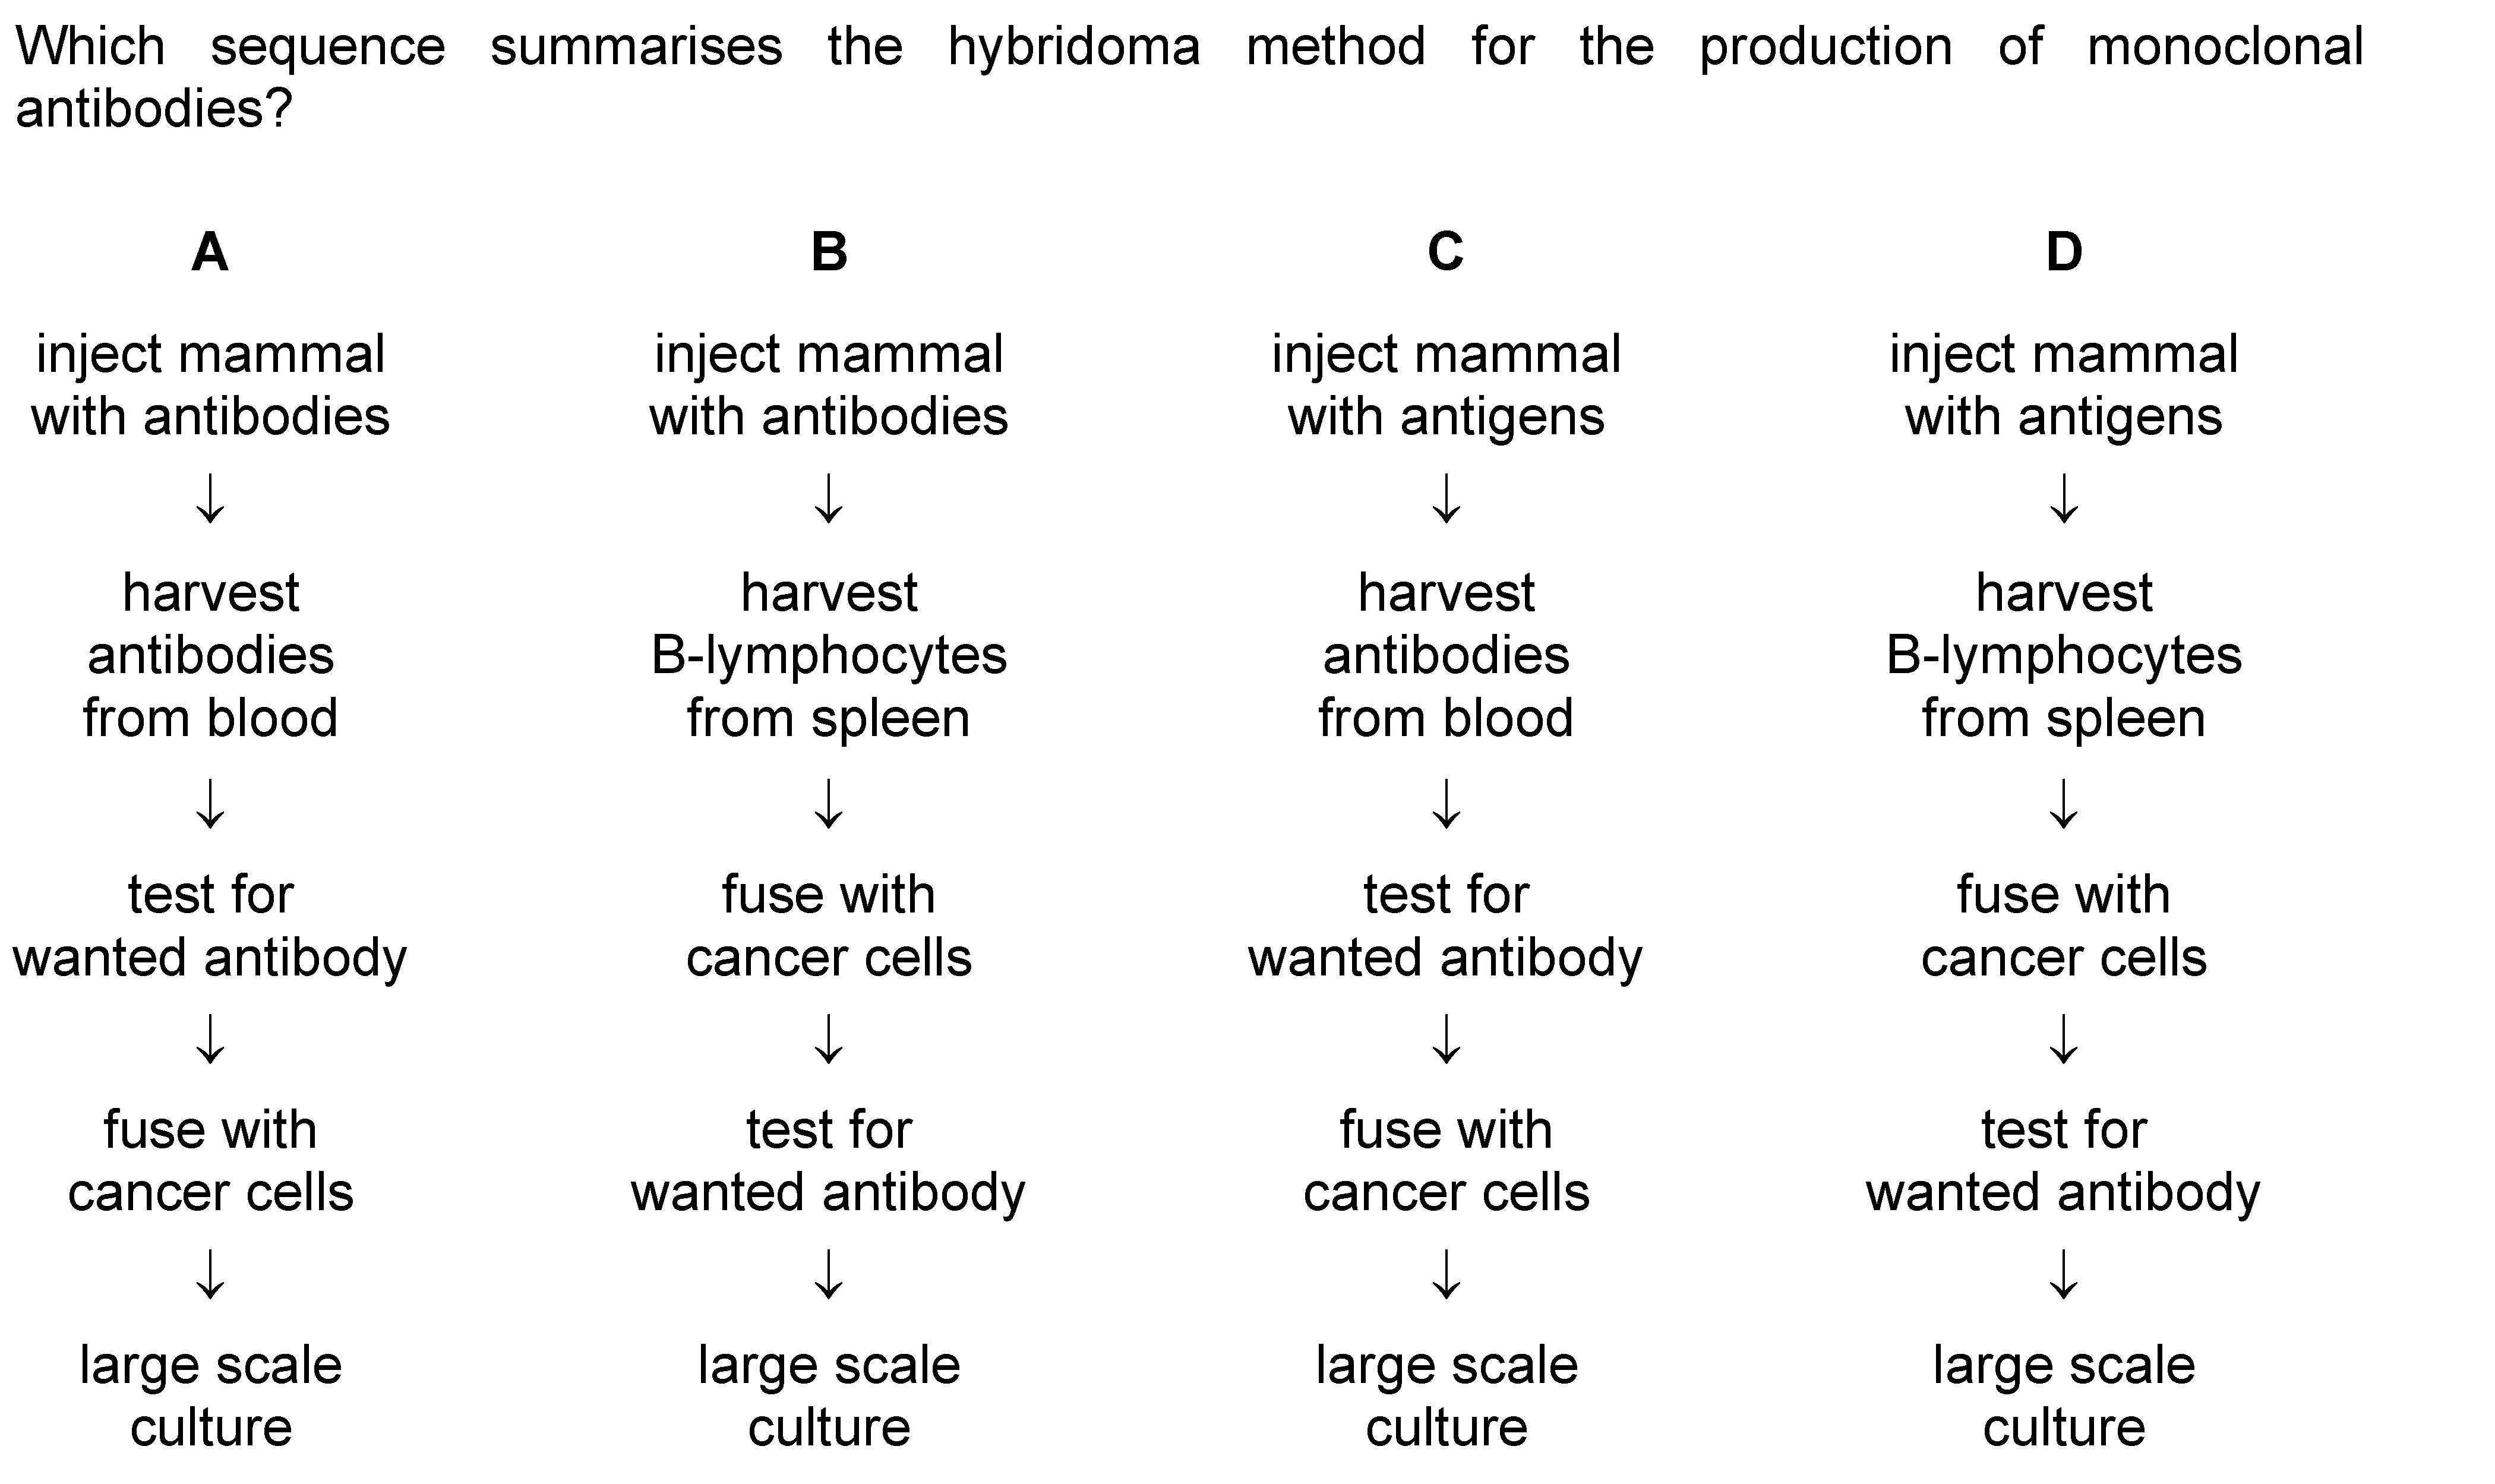 Which sequence summarises the hybridoma method for the production of monoclonal
antibodies?
A
inject mammal
with antibodies
↓
harvest
antibodies
from blood
↓
test for
wanted antibody
↓
fuse with
cancer cells
↓
large scale
culture
B
inject mammal
with antibodies
↓
harvest
B-lymphocytes
from spleen
↓
fuse with
cancer cells
↓
test for
wanted antibody
↓
large scale
culture
C
inject mammal
with antigens
↓
harvest
antibodies
from blood
↓
test for
wanted antibody
↓
fuse with
cancer cells
↓
large scale
culture
D
inject mammal
with antigens
↓
harvest
B-lymphocytes
from spleen
↓
fuse with
cancer cells
↓
test for
wanted antibody
↓
large scale
culture